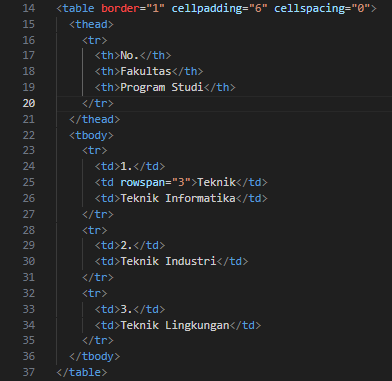 14 <table border="1" cellpadding="6" cellspacing="0">
15 <thead>
16 <tr>
17 <th>No.</th>
18 <th>Fakultas</th>
19 <th>Program Studi</th>
20 </tr>
21 </thead>
22 <tbody>
23 <tr>
24 <td>1.</td>
25 <td rowspan="3">Teknik</td>
26 <td>Teknik Informatika</td>
27 </tr>
28 <tr>
29 <td>2.</td>
30 <td>Teknik Industri</td>
31 </tr>
32 <tr>
33 <td>3.</td>
34 <td>Teknik Lingkungan</td>
35 </tr>
36 </tbody>
37 </table>